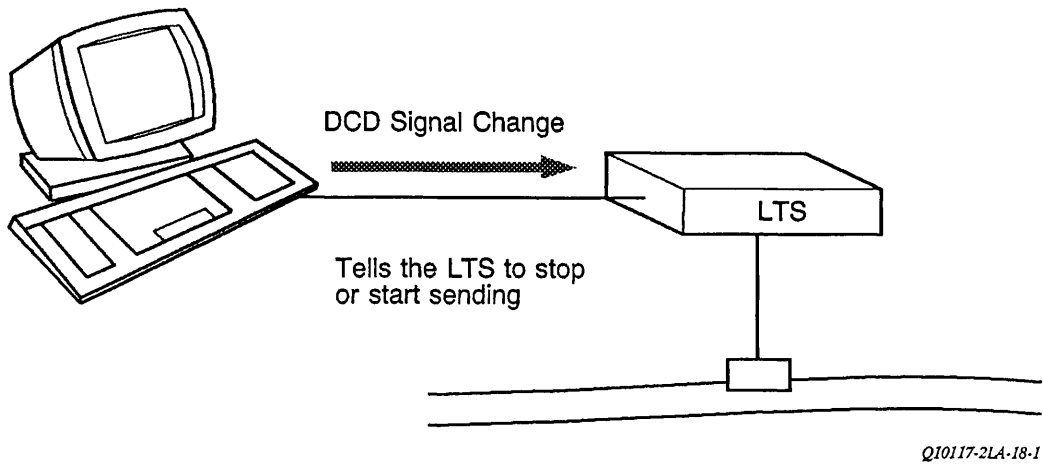 DCD Signal Change
LTS
Tells the LTS to stop
or start sending
Q10117-2LA-18-1